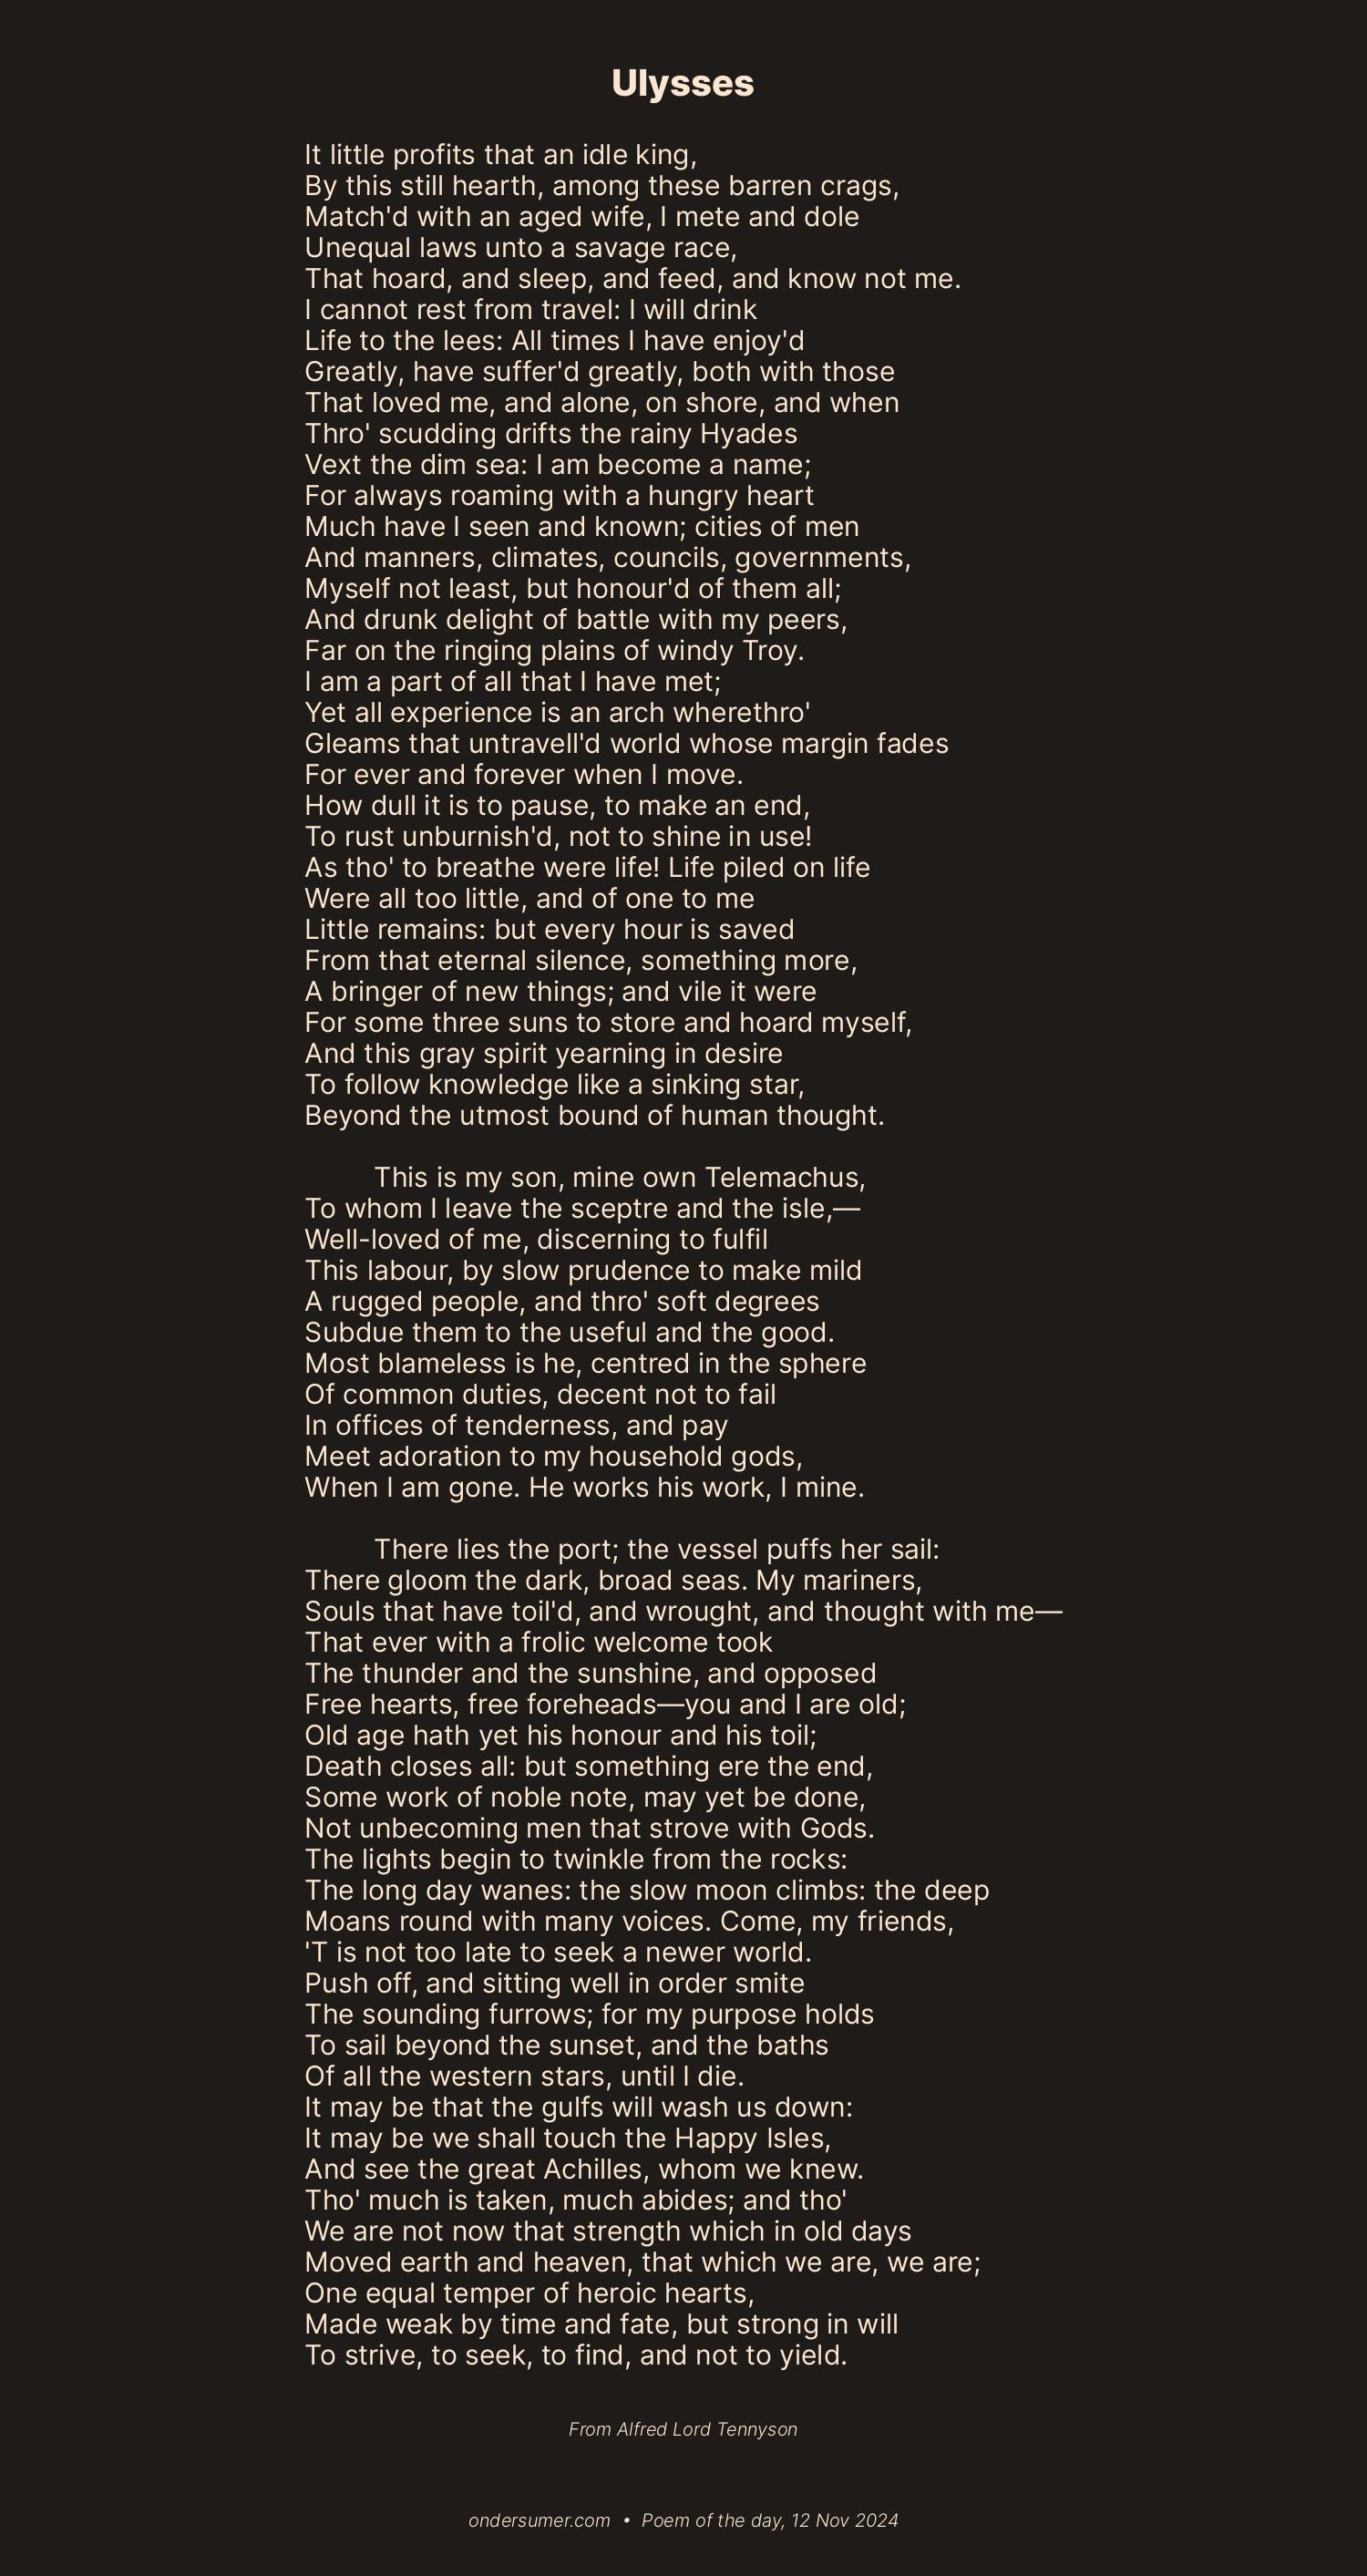 Ulysses
It little profits that an idle king,
By this still hearth, among these barren crags,
Match'd with an aged wife, I mete and dole
Unequal laws unto a savage race,
That hoard, and sleep, and feed, and know not me.
I cannot rest from travel: I will drink
Life to the lees: All times I have enjoy'd
Greatly, have suffer'd greatly, both with those
That loved me, and alone, on shore, and when
Thro' scudding drifts the rainy Hyades
Vext the dim sea: I am become a name;
For always roaming with a hungry heart
Much have I seen and known; cities of men
And manners, climates, councils, governments,
Myself not least, but honour'd of them all;
And drunk delight of battle with my peers,
Far on the ringing plains of windy Troy.
I am a part of all that I have met;
Yet all experience is an arch wherethro'
Gleams that untravell'd world whose margin fades
For ever and forever when I move.
How dull it is to pause, to make an end,
To rust unburnish'd, not to shine in use!
As tho' to breathe were life! Life piled on life
Were all too little, and of one to me
Little remains: but every hour is saved
From that eternal silence, something more,
A bringer of new things; and vile it were
For some three suns to store and hoard myself,
And this gray spirit yearning in desire
To follow knowledge like a sinking star,
Beyond the utmost bound of human thought.
This is my son, mine own Telemachus,
To whom I leave the sceptre and the isle,—
Well-loved of me, discerning to fulfil
This labour, by slow prudence to make mild
A rugged people, and thro' soft degrees
Subdue them to the useful and the good.
Most blameless is he, centred in the sphere
Of common duties, decent not to fail
In offices of tenderness, and pay
Meet adoration to my household gods,
When I am gone. He works his work, I mine.
There lies the port; the vessel puffs her sail:
There gloom the dark, broad seas. My mariners,
Souls that have toil'd, and wrought, and thought with me—
That ever with a frolic welcome took
The thunder and the sunshine, and opposed
Free hearts, free foreheads—you and I are old;
Old age hath yet his honour and his toil;
Death closes all: but something ere the end,
Some work of noble note, may yet be done,
Not unbecoming men that strove with Gods.
The lights begin to twinkle from the rocks:
The long day wanes: the slow moon climbs: the deep
Moans round with many voices. Come, my friends,
'T is not too late to seek a newer world.
Push off, and sitting well in order smite
The sounding furrows; for my purpose holds
To sail beyond the sunset, and the baths
Of all the western stars, until I die.
It may be that the gulfs will wash us down:
It may be we shall touch the Happy Isles,
And see the great Achilles, whom we knew.
Tho' much is taken, much abides; and tho'
We are not now that strength which in old days
Moved earth and heaven, that which we are, we are;
One equal temper of heroic hearts,
Made weak by time and fate, but strong in will
To strive, to seek, to find, and not to yield.
From Alfred Lord Tennyson
ondersumer.com • Poem of the day, 12 Nov 2024